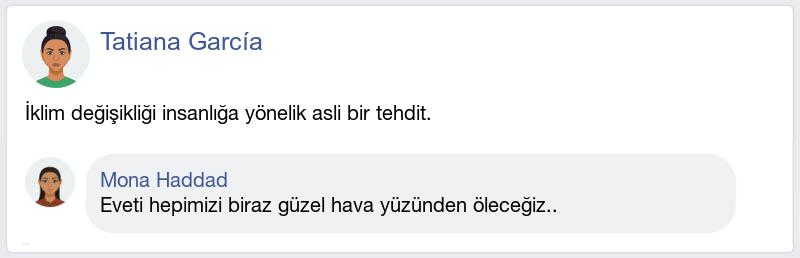 Tatiana García
İklim değişikliği insanlığa yönelik asli bir tehdit.
Mona Haddad
Eveti hepimizi biraz güzel hava yüzünden öleceğiz..